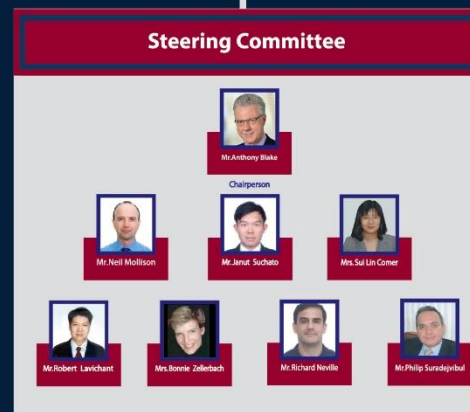 Steering Committee
Mr.Anthony Blake
Chairperson
Mr.Neil Mollison
Mr.Janut Suchato
Mrs.Sui Lin Comer
Mr.Robert Lavichant
Mrs.Bonnie Zellerbach
Mr.Richard Neville
Mr.Philip Suradejvibul